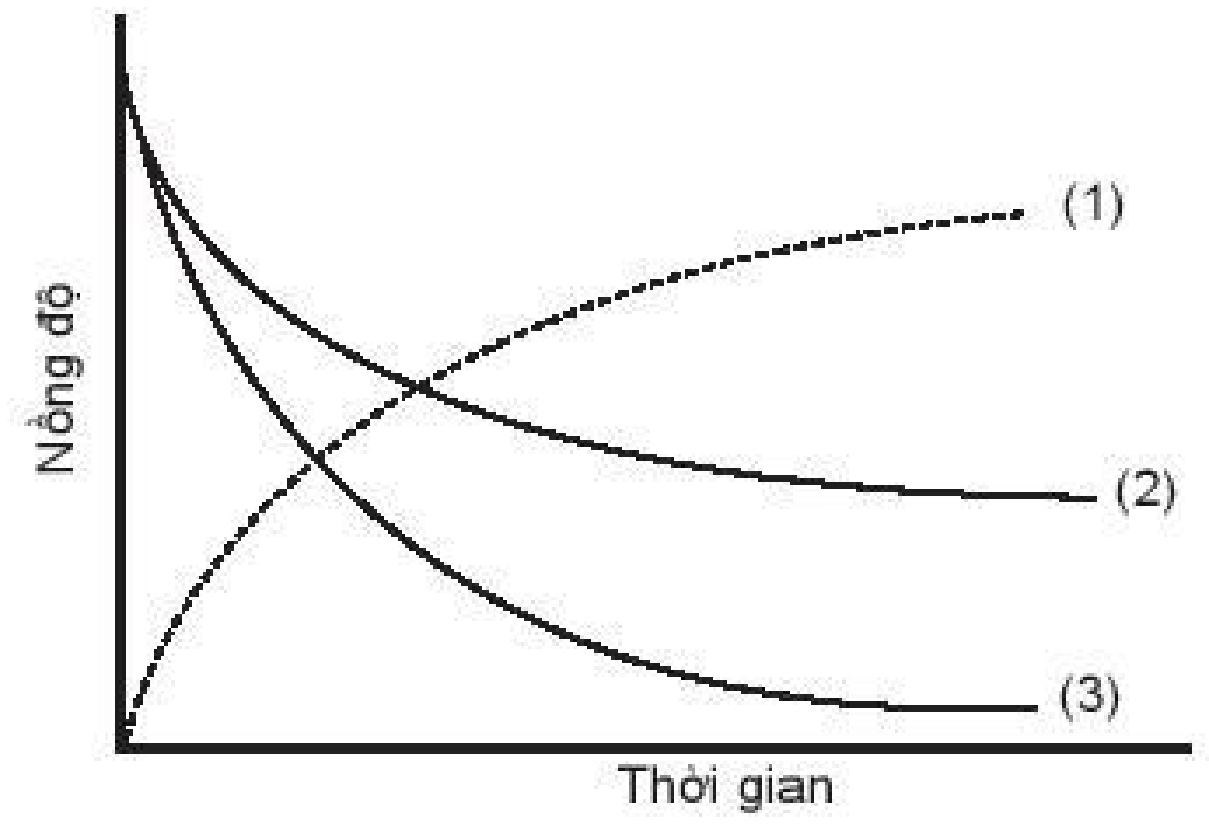 Nồng độ
(1)
(2)
(3)
Thời gian